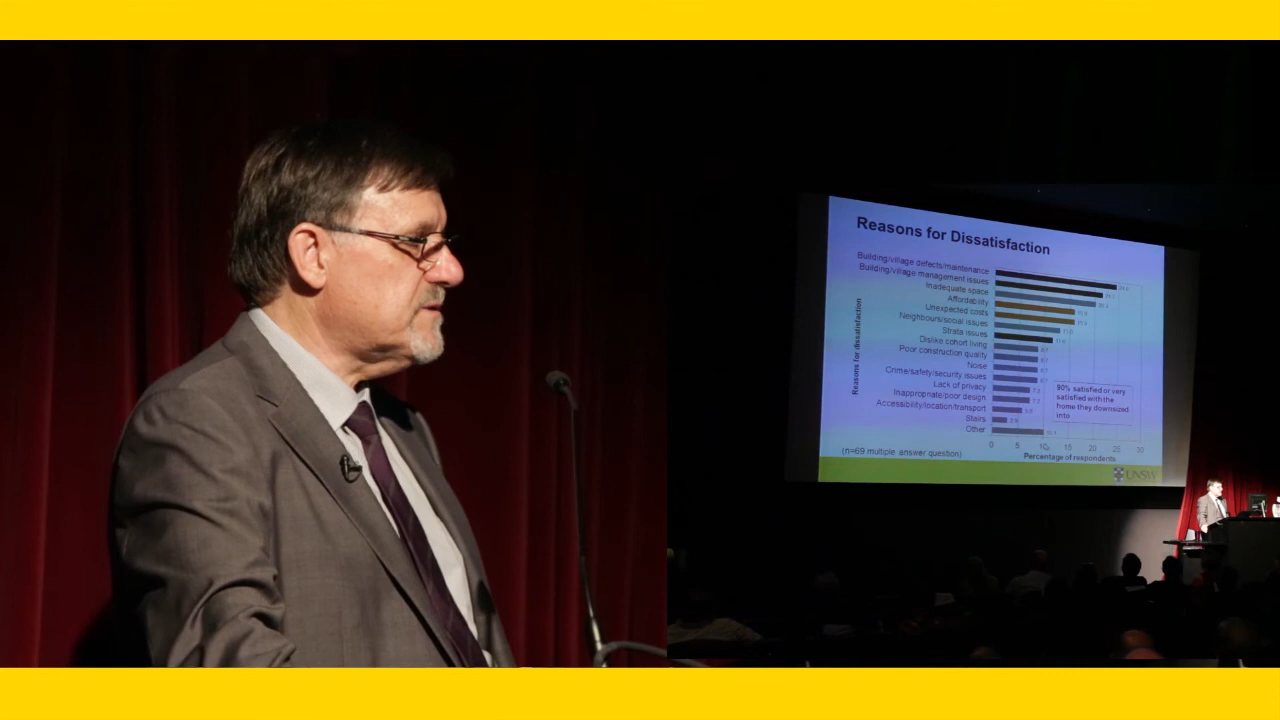 Reasons for Dissatisfaction
Building/village defects/maintenance
Building/village management issues
Inadequate space
Affordability
Unexpected costs
Neighbours/social issues
Strata issues
Dislike cohort living
Poor construction quality
Noise
Crime/safety/security issues
Lack of privacy
Inappropriate/poor design
Accessibility/location/transport
Stairs
Other
Reasons for dissatisfaction
80% satisfied or very
satisfied with the
home they downsized
into
0 5 10 15 20 25 30
Percentage of respondents
(n=69 multiple answer question)
UNSW